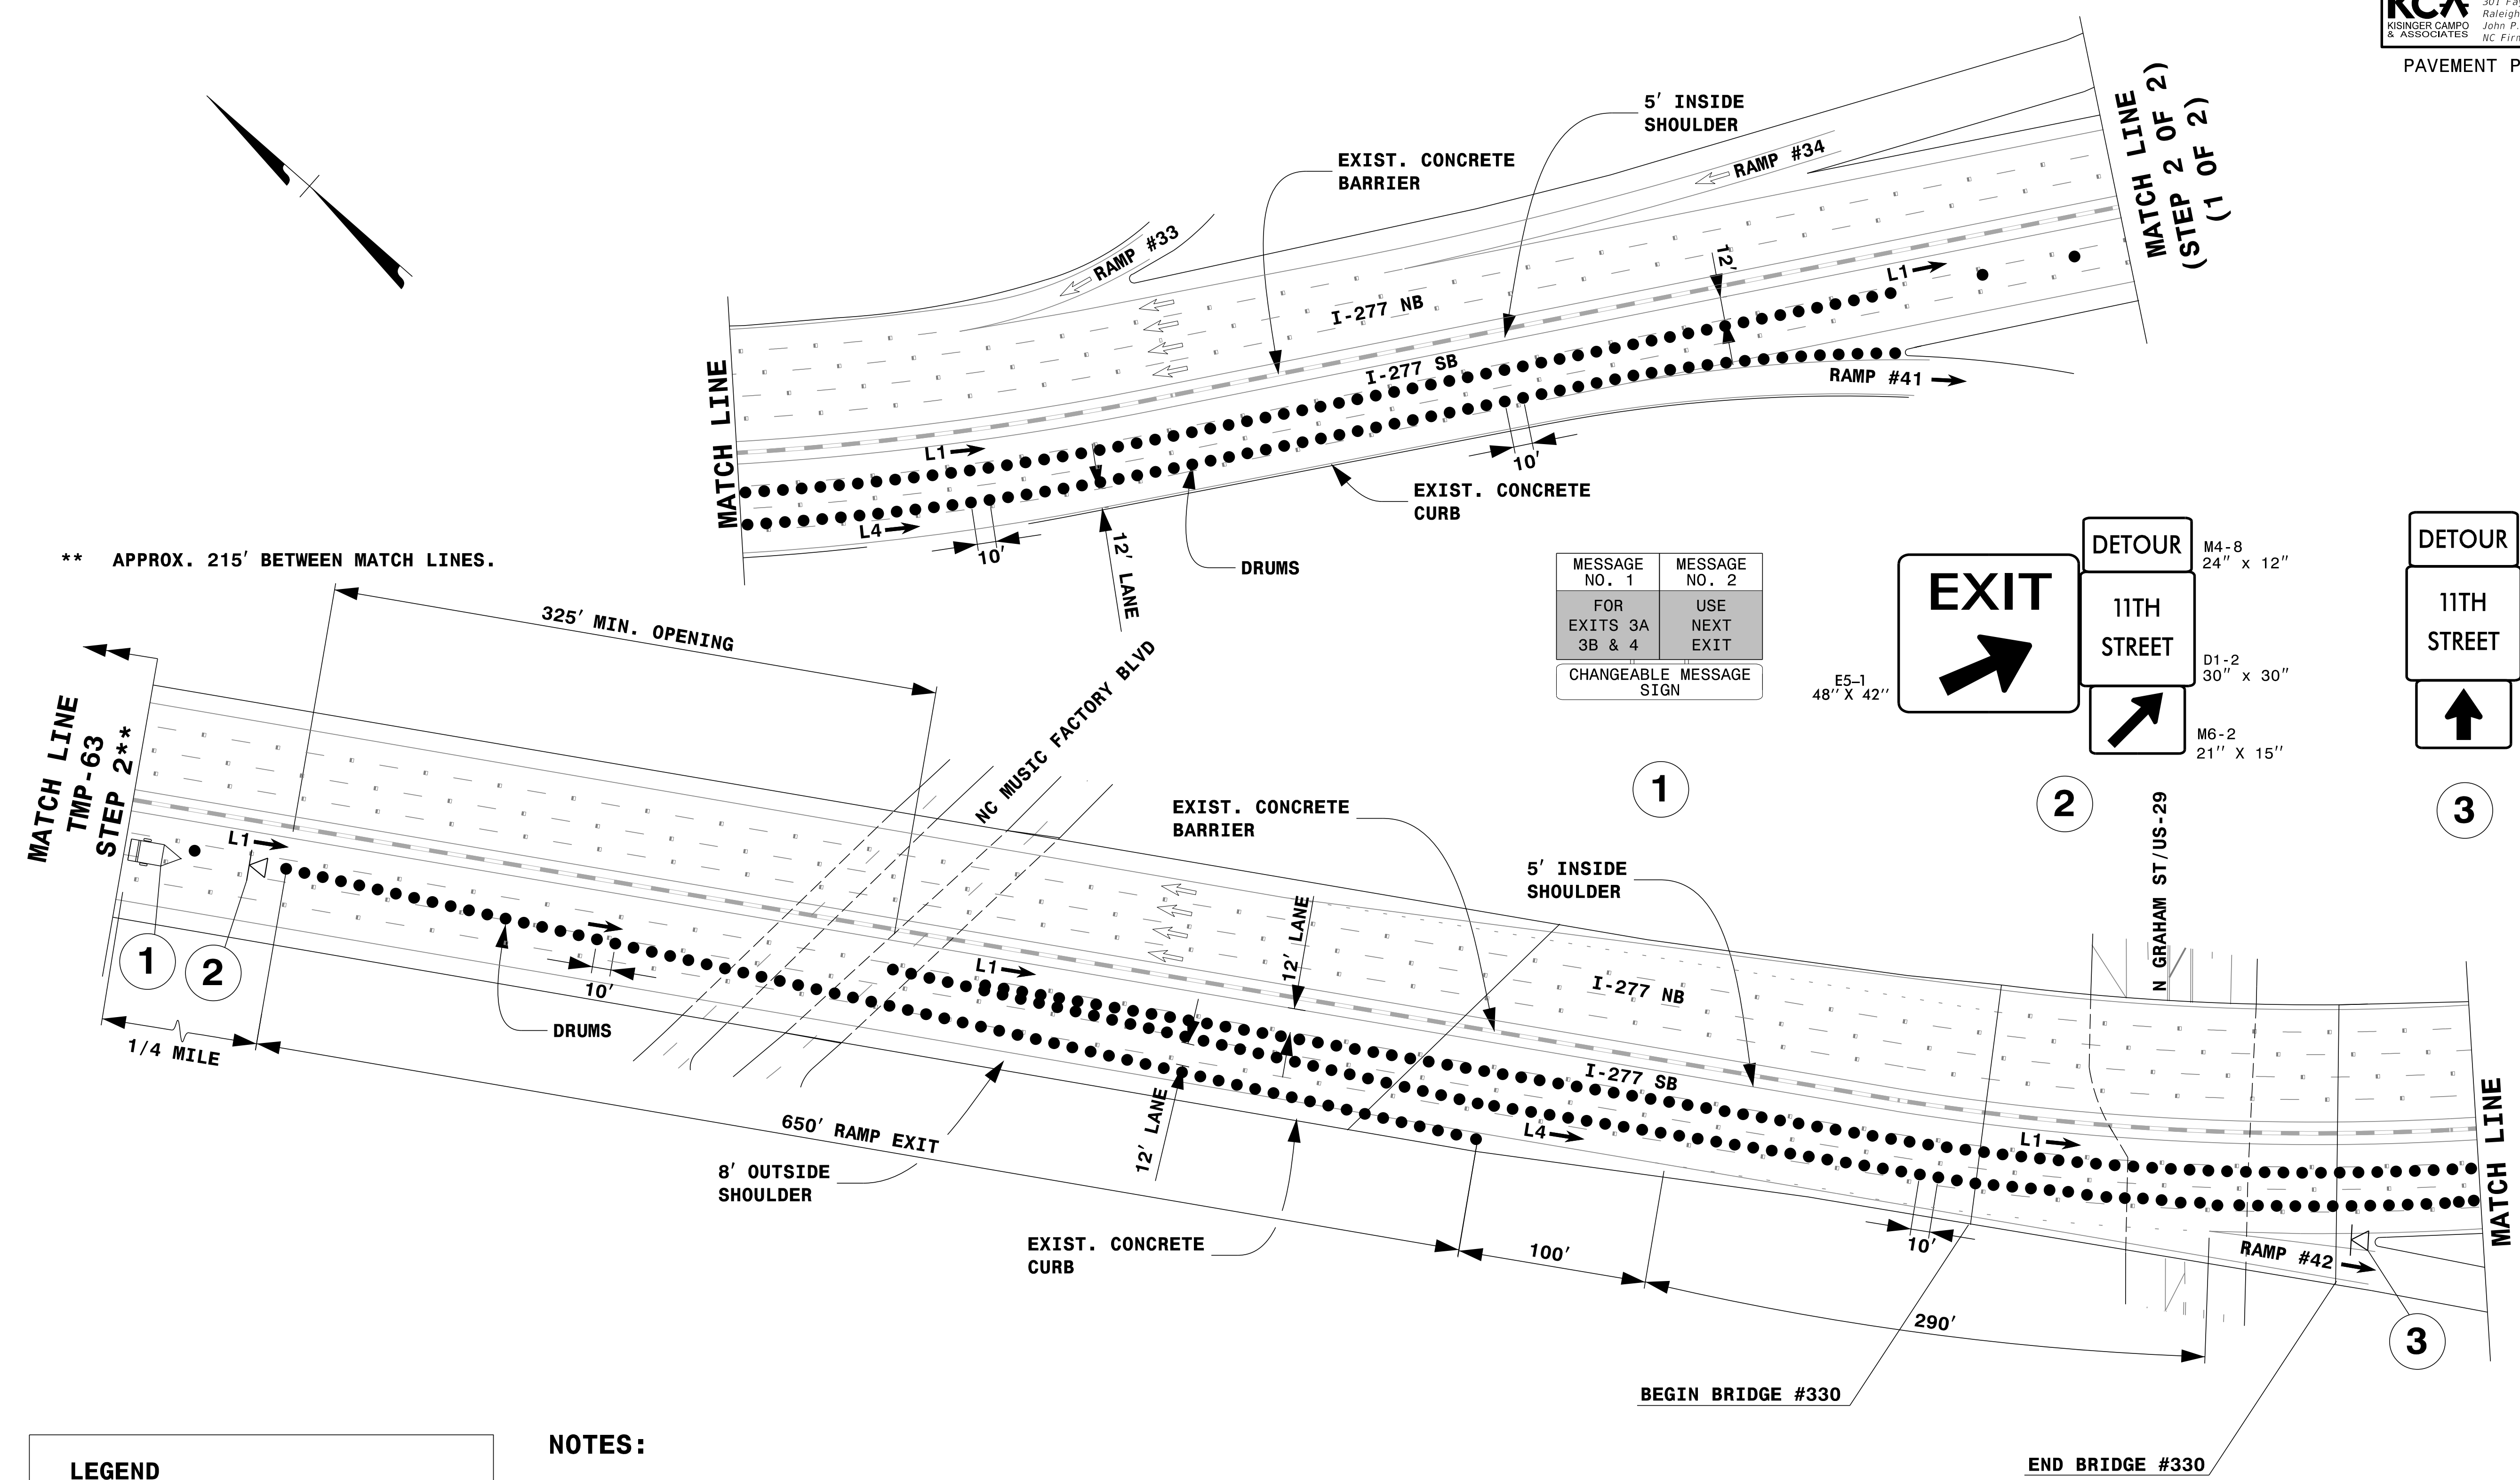 KCA
KISINGER CAMPO
& ASSOCIATES
301 Fay
Raleigh
John P.
NC Firm
PAVEMENT P
5' INSIDE
SHOULDER
EXIST. CONCRETE
BARRIER
RAMP #34
RAMP #33
MATCH LINE
(STEP 2 OF 2)
(1 OF 2)
12'
L1
I-277 NB
I-277 SB
RAMP #41
MATCH LINE
L1
L4
10'
10'
12' LANE
EXIST. CONCRETE
CURB
DRUMS
** APPROX. 215' BETWEEN MATCH LINES.
325' MIN. OPENING
NC MUSIC FACTORY BLVD
MESSAGE
NO. 1
MESSAGE
NO. 2
FOR
EXITS 3A
3B & 4
USE
NEXT
EXIT
CHANGEABLE MESSAGE
SIGN
1
EXIT
E5-1
48'' X 42''
DETOUR
M4-8
24" x 12"
11TH
STREET
D1-2
30" x 30"
M6-2
21'' X 15''
2
DETOUR
11TH
STREET
3
MATCH LINE
TMP-63
STEP 2**
L1
1
2
10'
DRUMS
1/4 MILE
650' RAMP EXIT
8' OUTSIDE
SHOULDER
EXIST. CONCRETE
BARRIER
5' INSIDE
SHOULDER
L1
12' LANE
12' LANE
I-277 NB
I-277 SB
L4
L1
EXIST. CONCRETE
CURB
100'
10'
290'
N GRAHAM ST/US-29
RAMP #42
MATCH LINE
3
BEGIN BRIDGE #330
END BRIDGE #330
LEGEND
NOTES: